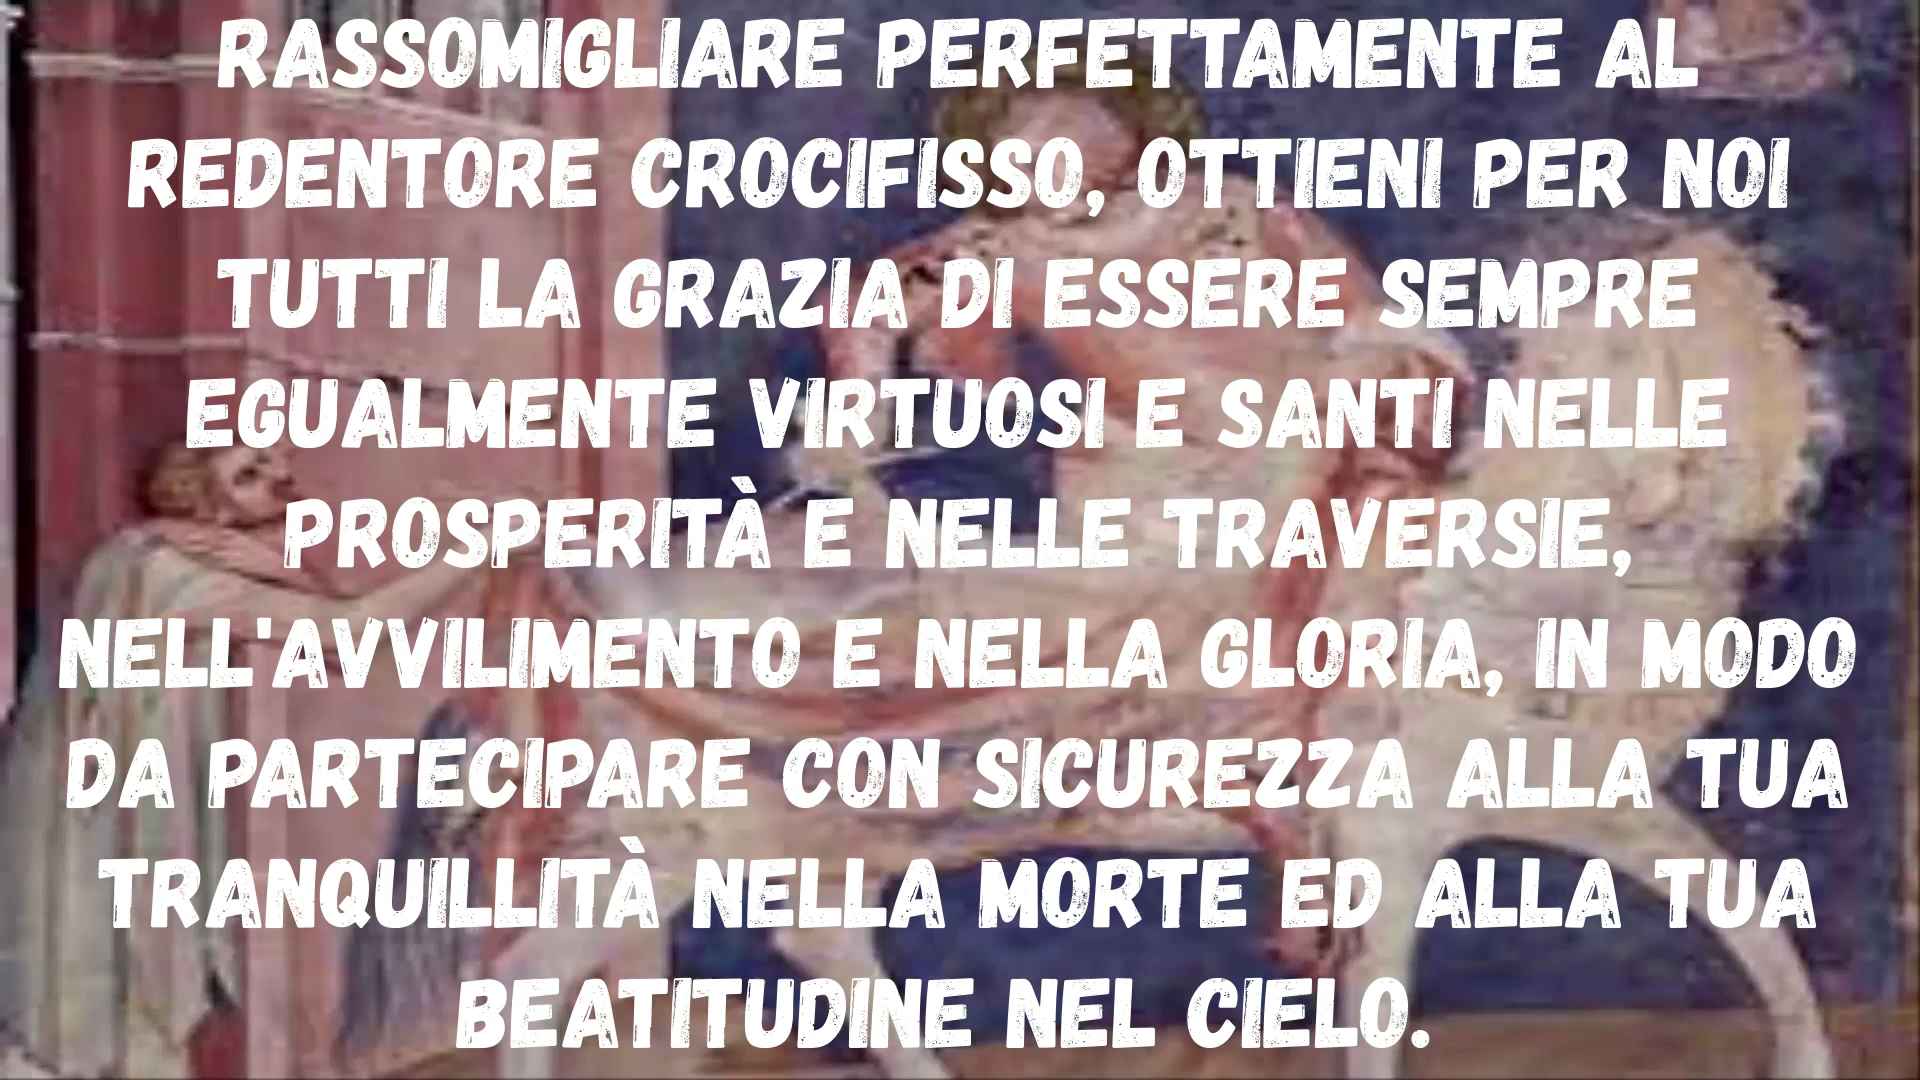 RASSOMIGLIARE PERFETTAMENTE AL
REDENTORE CROCIFISSO, OTTIENI PER NOI
TUTTI LA GRAZIA DI ESSERE SEMPRE
EGUALMENTE VIRTUOSI E SANTI NELLE
PROSPERITÀ E NELLE TRAVERSIE,
NELL'AVVILIMENTO E NELLA GLORIA, IN MODO
DA PARTECIPARE CON SICUREZZA ALLA TUA
TRANQUILLITÀ NELLA MORTE ED ALLA TUA
BEATITUDINE NEL CIELO.